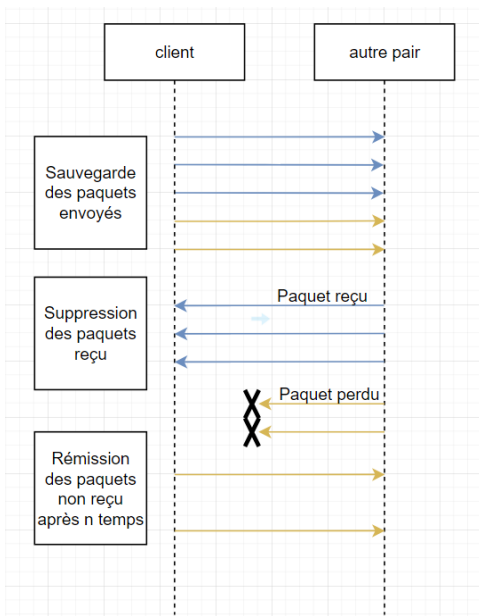 client
autre pair
Sauvegarde
des paquets
envoyés
Paquet reçu
Suppression
des paquets
reçu
Paquet perdu
Rémission
des paquets
non reçu
après n temps